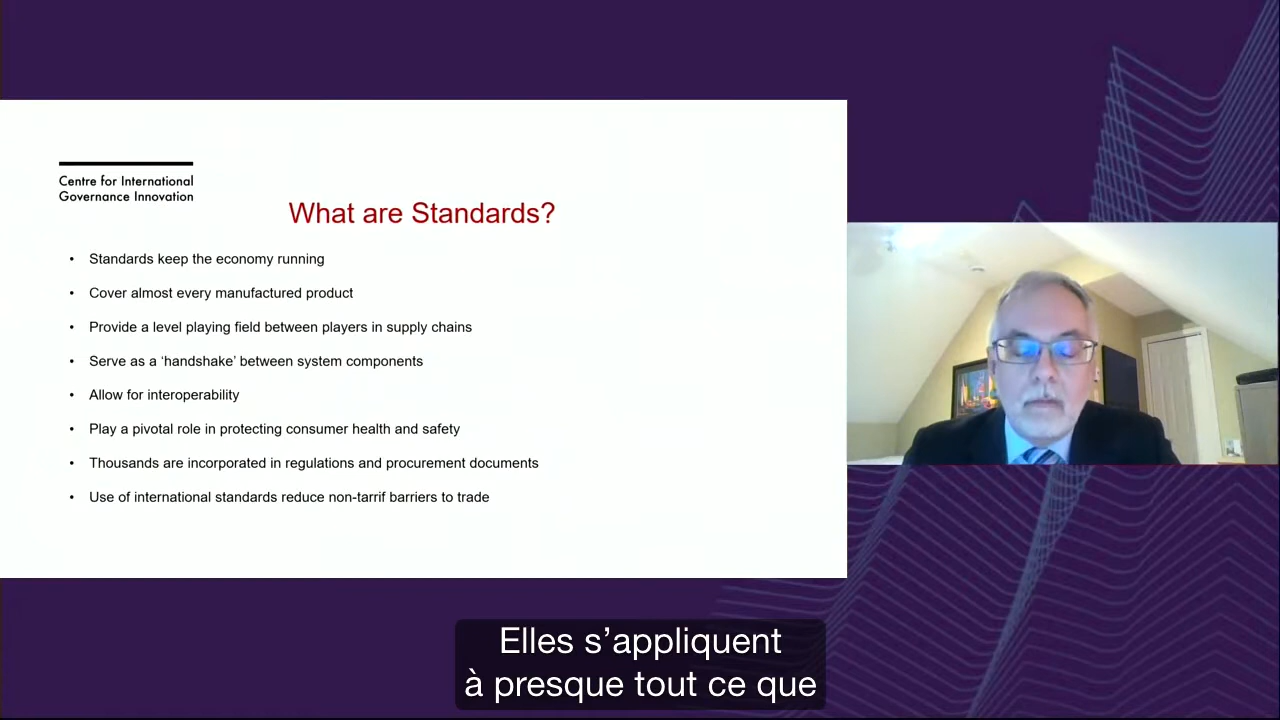 Centre for International
Governance Innovation
What are Standards?
• Standards keep the economy running
• Cover almost every manufactured product
• Provide a level playing field between players in supply chains
• Serve as a ‘handshake’ between system components
• Allow for interoperability
• Play a pivotal role in protecting consumer health and safety
• Thousands are incorporated in regulations and procurement documents
• Use of international standards reduce non-tarrif barriers to trade
Elles s’appliquent
à presque tout ce que